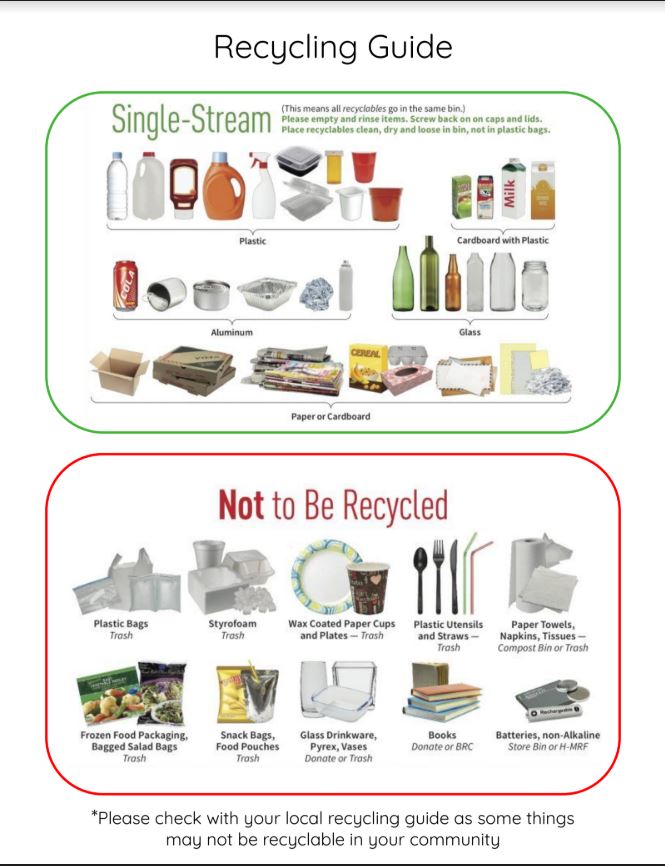 Recycling Guide
Single-Stream
(This means all recyclables go in the same bin.)
Please empty and rinse items. Screw back on on caps and lids.
Place recyclables clean, dry and loose in bin, not in plastic bags.
Milk
Plastic
Cardboard with Plastic
COLA
Aluminum
Glass
CEREAL
Paper or Cardboard
Not to Be Recycled
Plastic Bags
Trash
Styrofoam
Trash
Wax Coated Paper Cups
and Plates — Trash
Plastic Utensils
and Straws —
Trash
Paper Towels,
Napkins, Tissues —
Compost Bin or Trash
Rechargeable
Frozen Food Packaging,
Bagged Salad Bags
Trash
Snack Bags,
Food Pouches
Trash
Glass Drinkware,
Pyrex, Vases
Donate or Trash
Books
Donate or BRC
Batteries, non-Alkaline
Store Bin or H-MRF
*Please check with your local recycling guide as some things
may not be recyclable in your community